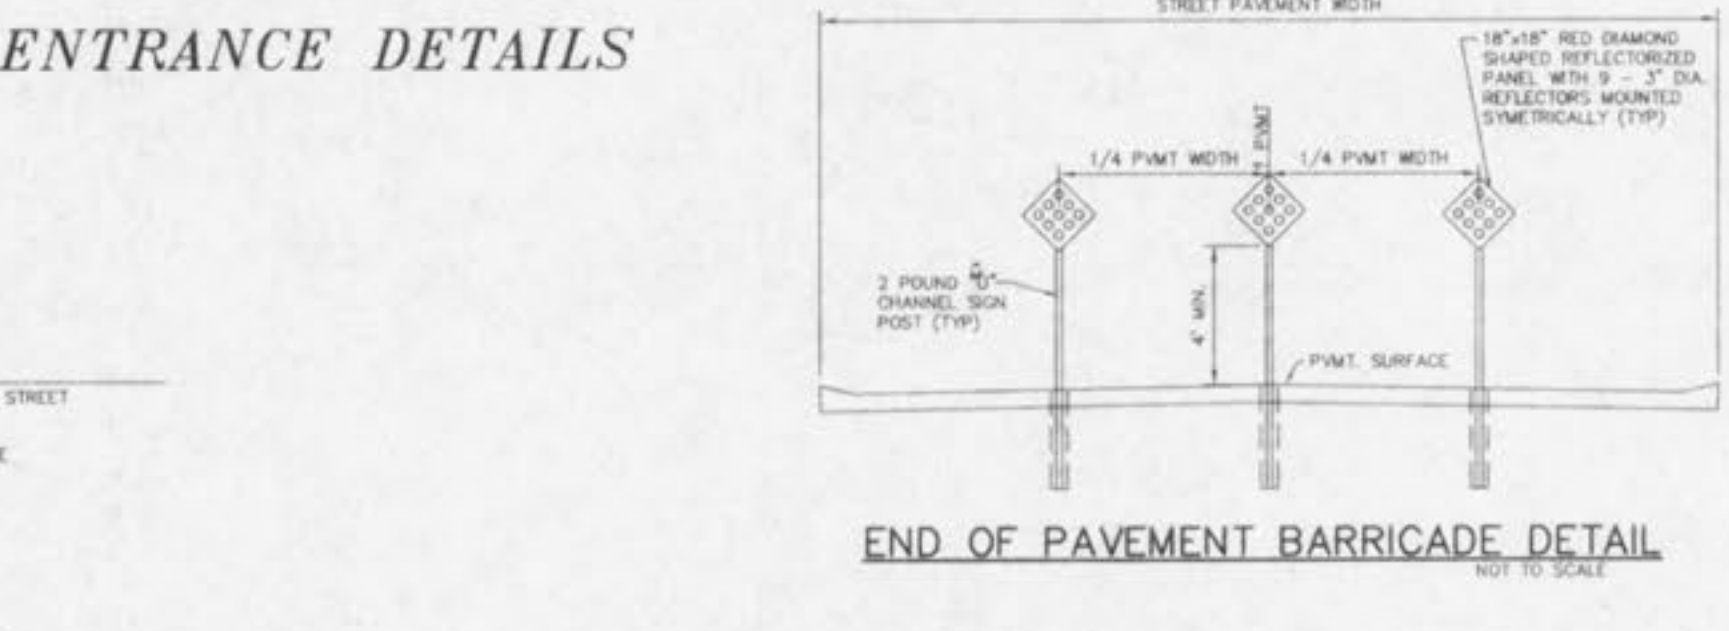 ENTRANCE DETAILS
STREET
STREET PAVEMENT WIDTH
18"x18" RED DIAMOND
SHAPED REFLECTORIZED
PANEL WITH 9 - 3" DIA.
REFLECTORS MOUNTED
SYMETRICALLY (TYP)
PVMT
1/4 PVMT WIDTH
1/4 PVMT WIDTH
2 POUND
CHANNEL SIGN
POST (TYP)
4' MIN.
PVMT. SURFACE
END OF PAVEMENT BARRICADE DETAIL
NOT TO SCALE